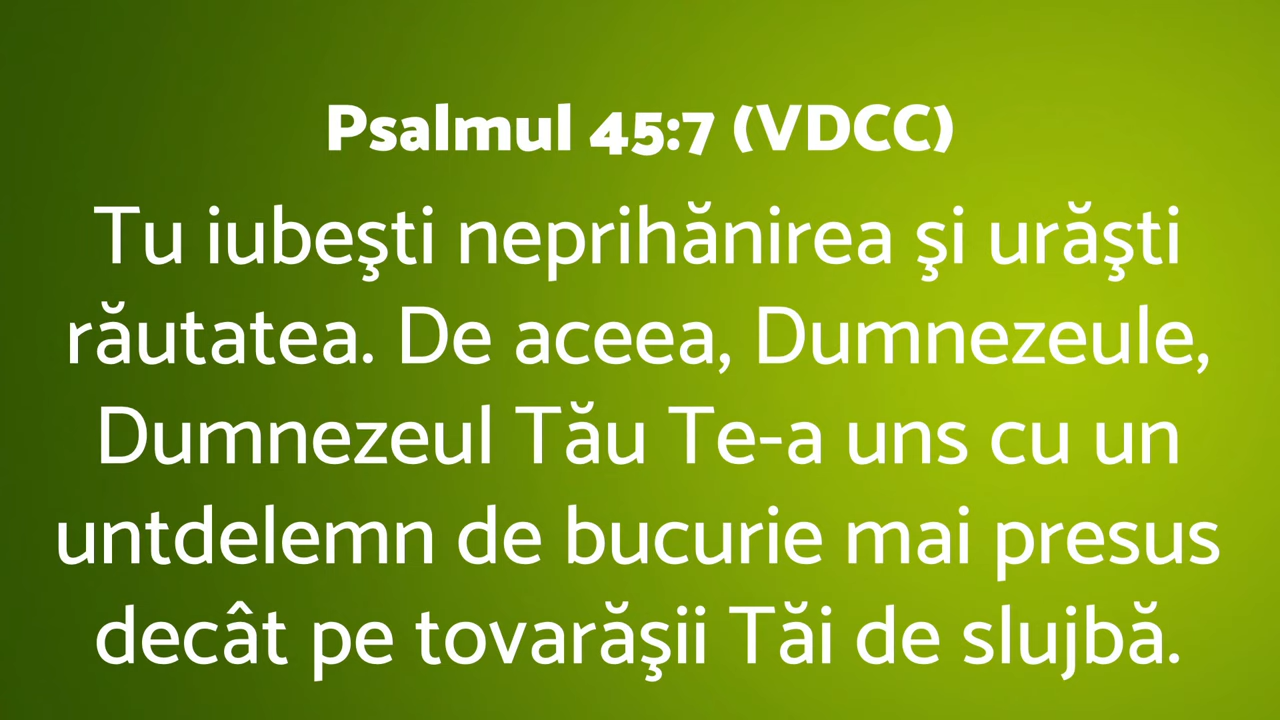 Psalmul 45:7 (VDCC)
Tu iubeşti neprihănirea şi urăşti
răutatea. De aceea, Dumnezeule,
Dumnezeul Tău Te-a uns cu un
untdelemn de bucurie mai presus
decât pe tovarăşii Tăi de slujbă.